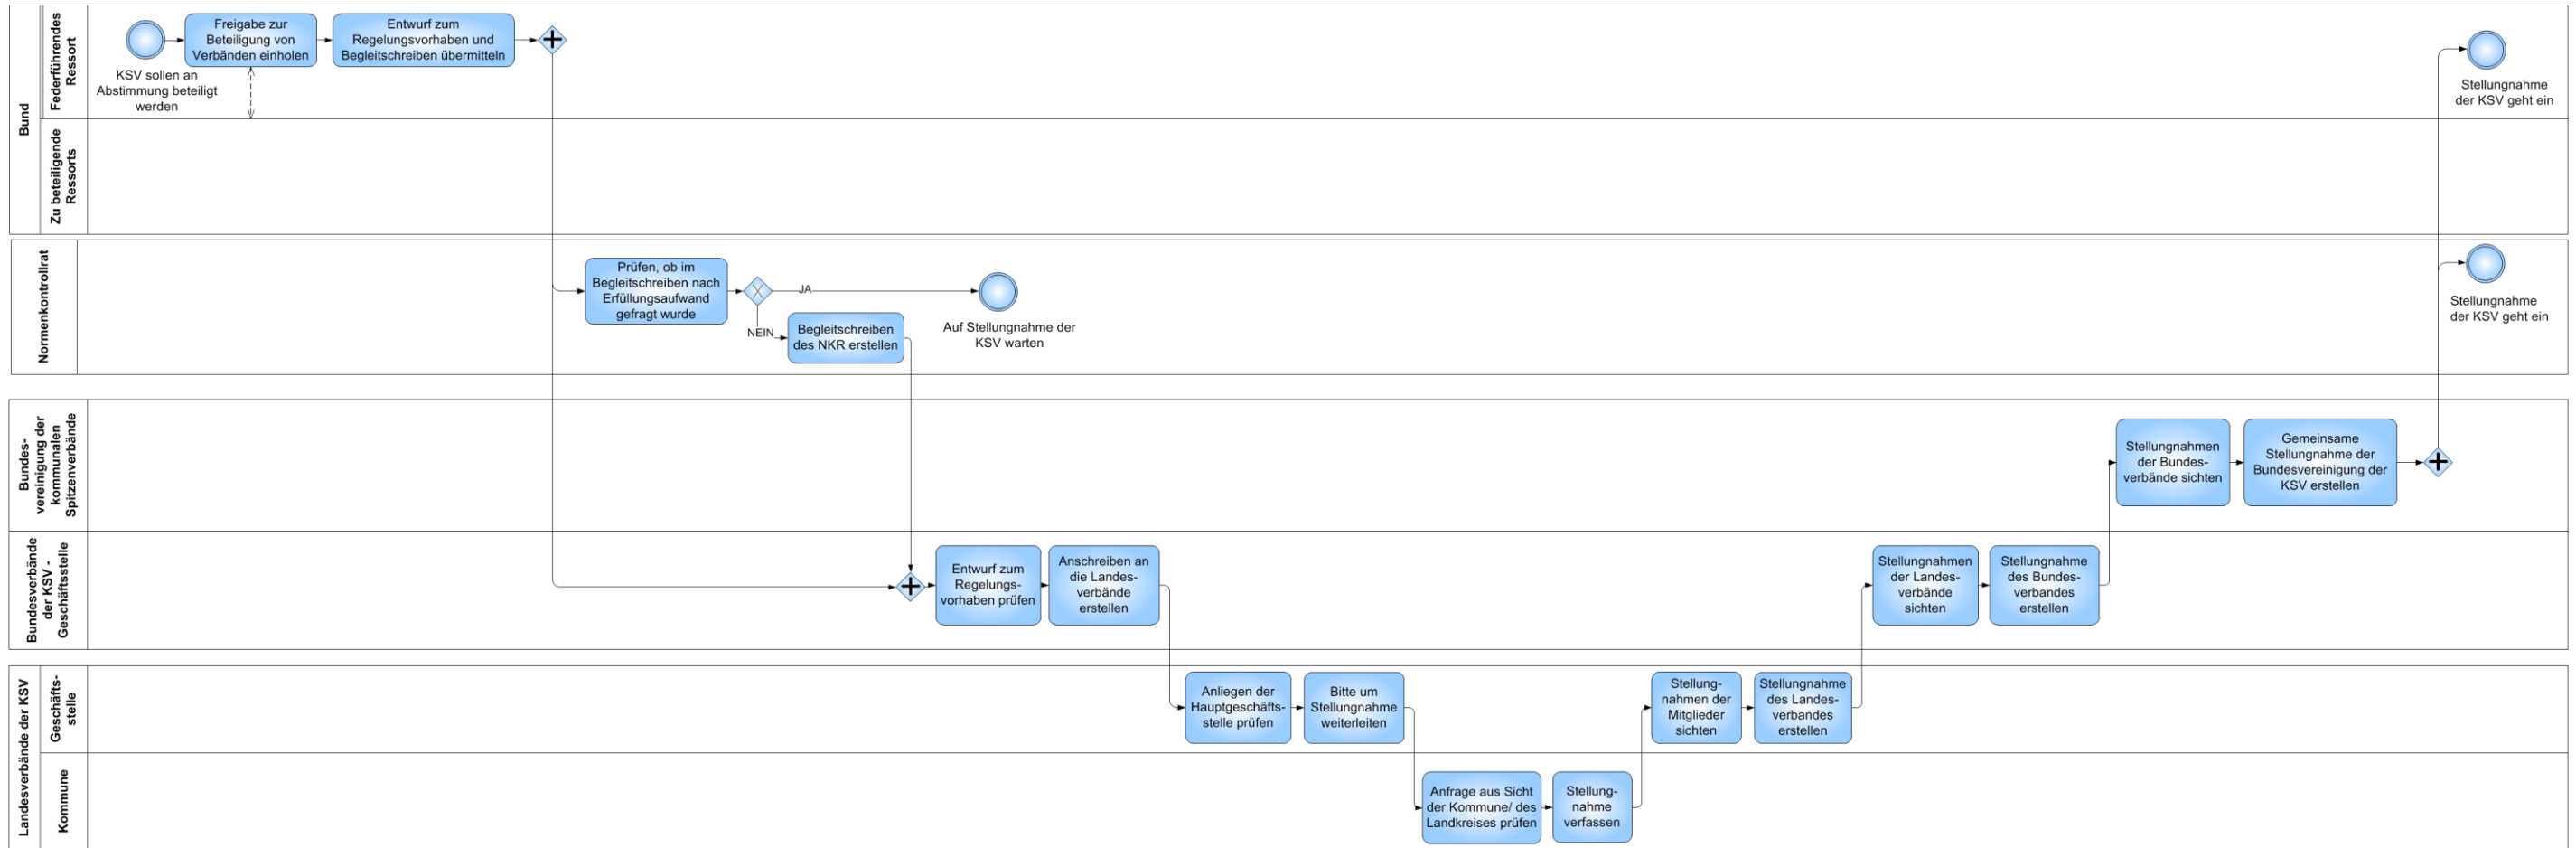 Bund
Federführendes
Ressort
KSV sollen an
Abstimmung beteiligt
werden
Freigabe zur
Beteiligung von
Verbänden einholen
Entwurf zum
Regelungsvorhaben und
Begleitschreiben übermitteln
Stellungnahme
der KSV geht ein
Zu beteiligende
Ressorts
Normenkontrollrat
Prüfen, ob im
Begleitschreiben nach
Erfüllungsaufwand
gefragt wurde
X
JA
NEIN
Begleitschreiben
des NKR erstellen
Auf Stellungnahme der
KSV warten
Stellungnahme
der KSV geht ein
Bundes-
vereinigung der
kommunalen
Spitzenverbände
Stellungnahmen
der Bundes-
verbände sichten
Gemeinsame
Stellungnahme der
Bundesvereinigung der
KSV erstellen
Bundesverbände
der KSV -
Geschäftsstelle
Entwurf zum
Regelungs-
vorhaben prüfen
Anschreiben an
die Landes-
verbände
erstellen
Stellungnahmen
der Landes-
verbände
sichten
Stellungnahme
des Bundes-
verbandes
erstellen
Landesverbände der KSV
Geschäfts-
stelle
Anliegen der
Hauptgeschäfts-
stelle prüfen
Bitte um
Stellungnahme
weiterleiten
Stellung-
nahmen der
Mitglieder
sichten
Stellungnahme
des Landes-
verbandes
erstellen
Kommune
Anfrage aus Sicht
der Kommune/ des
Landkreises prüfen
Stellung-
nahme
verfassen